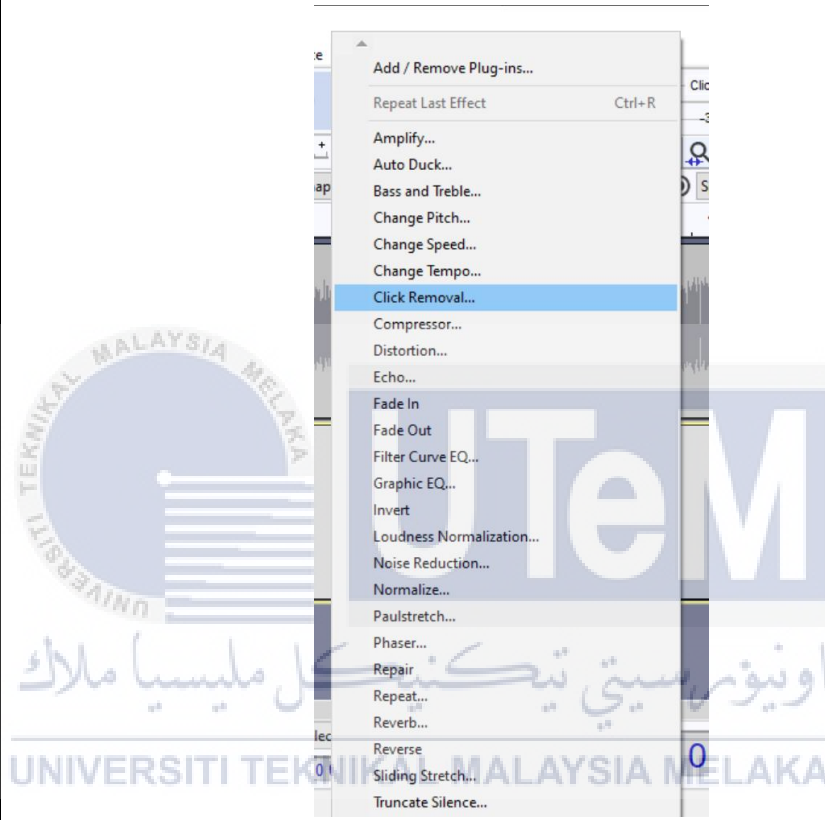 Add / Remove Plug-ins...
Repeat Last Effect Ctrl+R
Amplify...
Auto Duck...
Bass and Treble...
Change Pitch...
Change Speed...
Change Tempo...
Click Removal...
Compressor...
Distortion...
Echo...
Fade In
Fade Out
Filter Curve EQ...
Graphic EQ...
Invert
Loudness Normalization...
Noise Reduction...
Normalize...
Paulstretch...
Phaser...
Repair
Repeat...
Reverb...
Reverse
Sliding Stretch...
Truncate Silence...
UNIVERSITI TEKNIKAL MALAYSIA MELAKA
UTeM
اونيۏرسيتي تيكنيكل مليسيا ملاك
UNIVERSITI TEKNIKAL MALAYSIA MELAKA